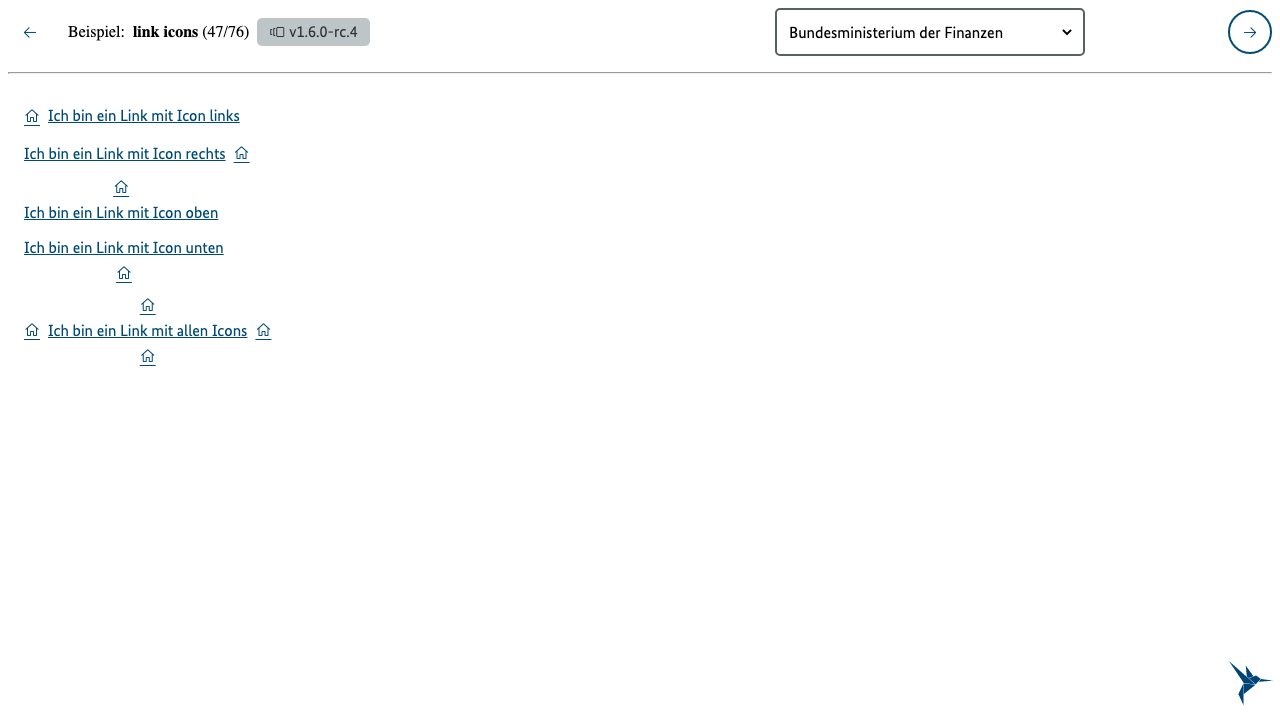 Beispiel: link icons (47/76) v1.6.0-rc.4 Bundesministerium der Finanzen
Ich bin ein Link mit Icon links
Ich bin ein Link mit Icon rechts
Ich bin ein Link mit Icon oben
Ich bin ein Link mit Icon unten
Ich bin ein Link mit allen Icons